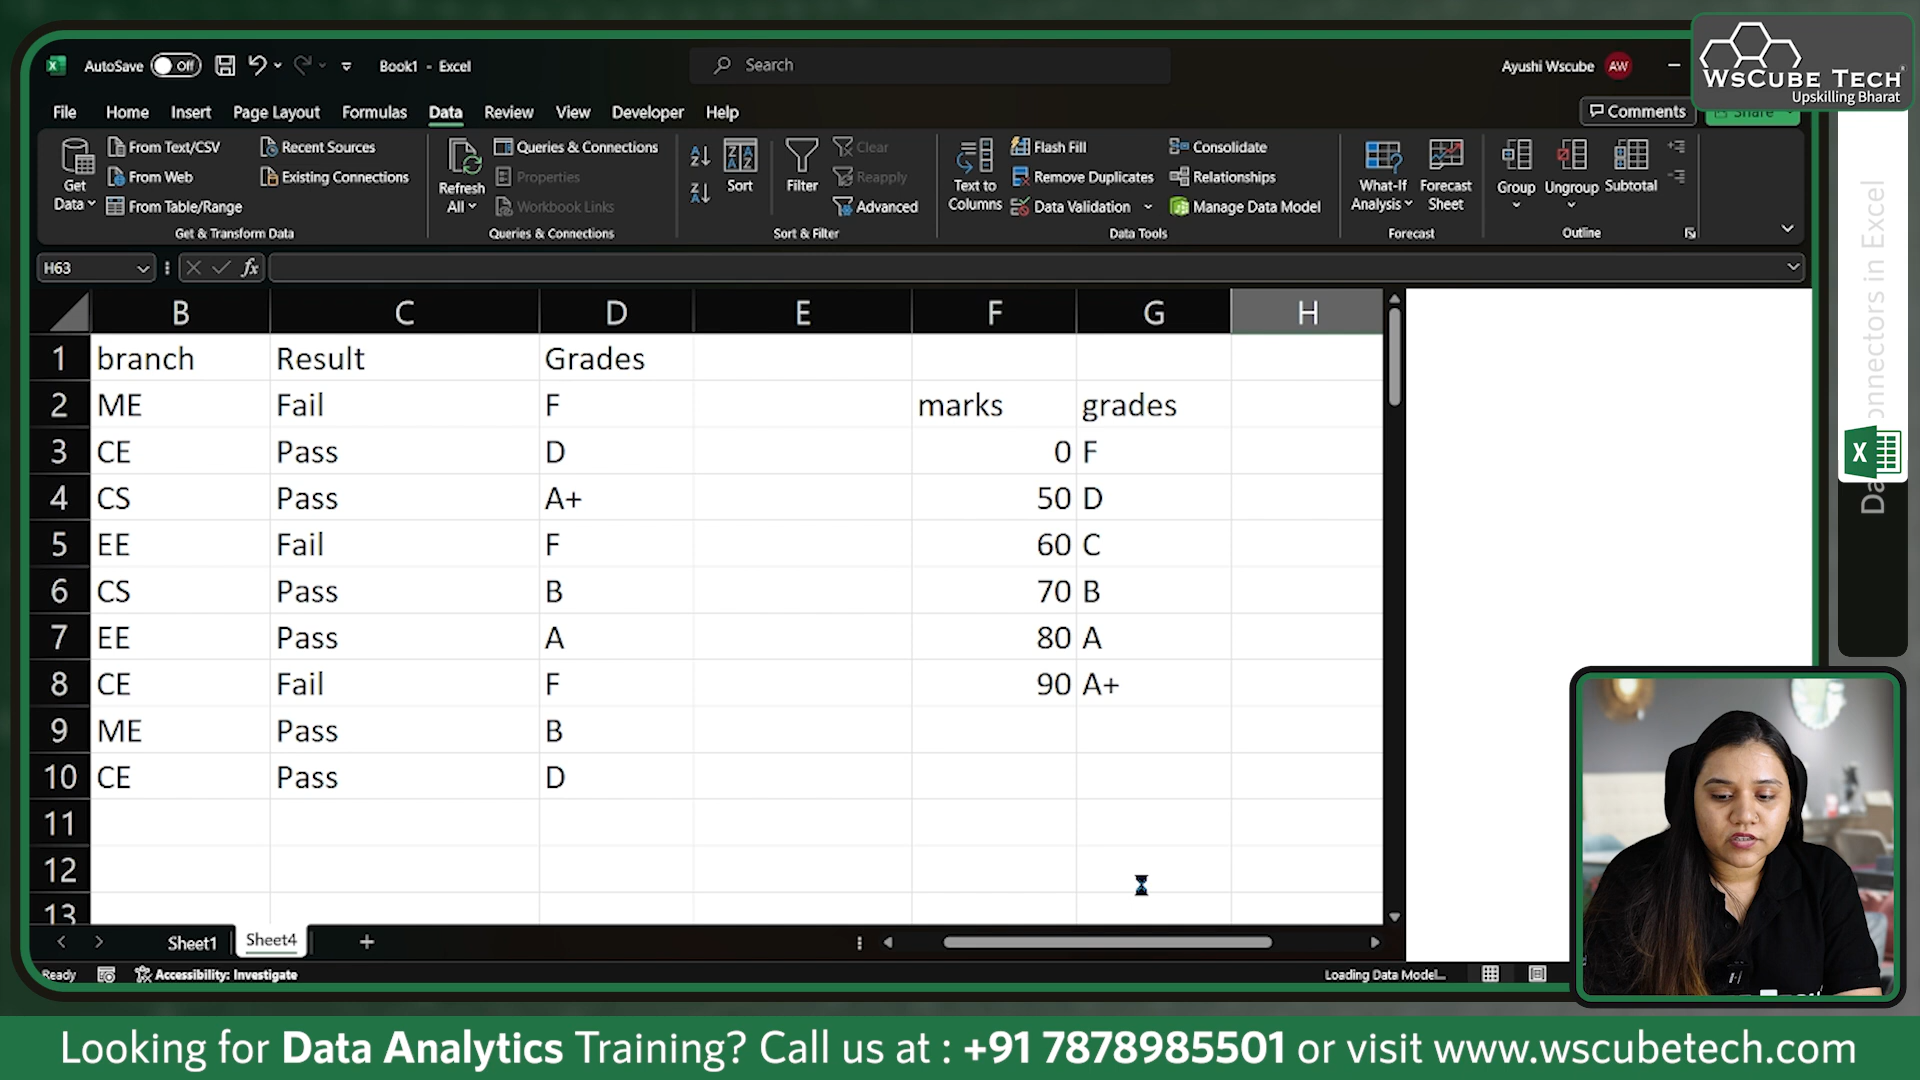 WsCube Tech
Upskilling Bharat
AutoSave Off Book1 - Excel Search Ayushi Wscube AW
File Home Insert Page Layout Formulas Data Review View Developer Help Comments Share
Get Data
From Text/CSV
From Web
From Table/Range
Recent Sources
Existing Connections
Get & Transform Data
Refresh All
Queries & Connections
Properties
Workbook Links
Queries & Connections
Sort
Filter
Clear
Reapply
Advanced
Sort & Filter
Text to Columns
Flash Fill
Remove Duplicates
Data Validation
Consolidate
Relationships
Manage Data Model
Data Tools
What-If Analysis
Forecast Sheet
Forecast
Group
Ungroup
Subtotal
Outline
H63 fx
B C D E F G H
1 branch Result Grades
2 ME Fail F marks grades
3 CE Pass D 0 F
4 CS Pass A+ 50 D
5 EE Fail F 60 C
6 CS Pass B 70 B
7 EE Pass A 80 A
8 CE Fail F 90 A+
9 ME Pass B
10 CE Pass D
11
12
13
Sheet1 Sheet4
Ready Accessibility: Investigate Loading Data Model...
onnectors in Excel
Da
X
Looking for Data Analytics Training? Call us at : +91 7878985501 or visit www.wscubetech.com